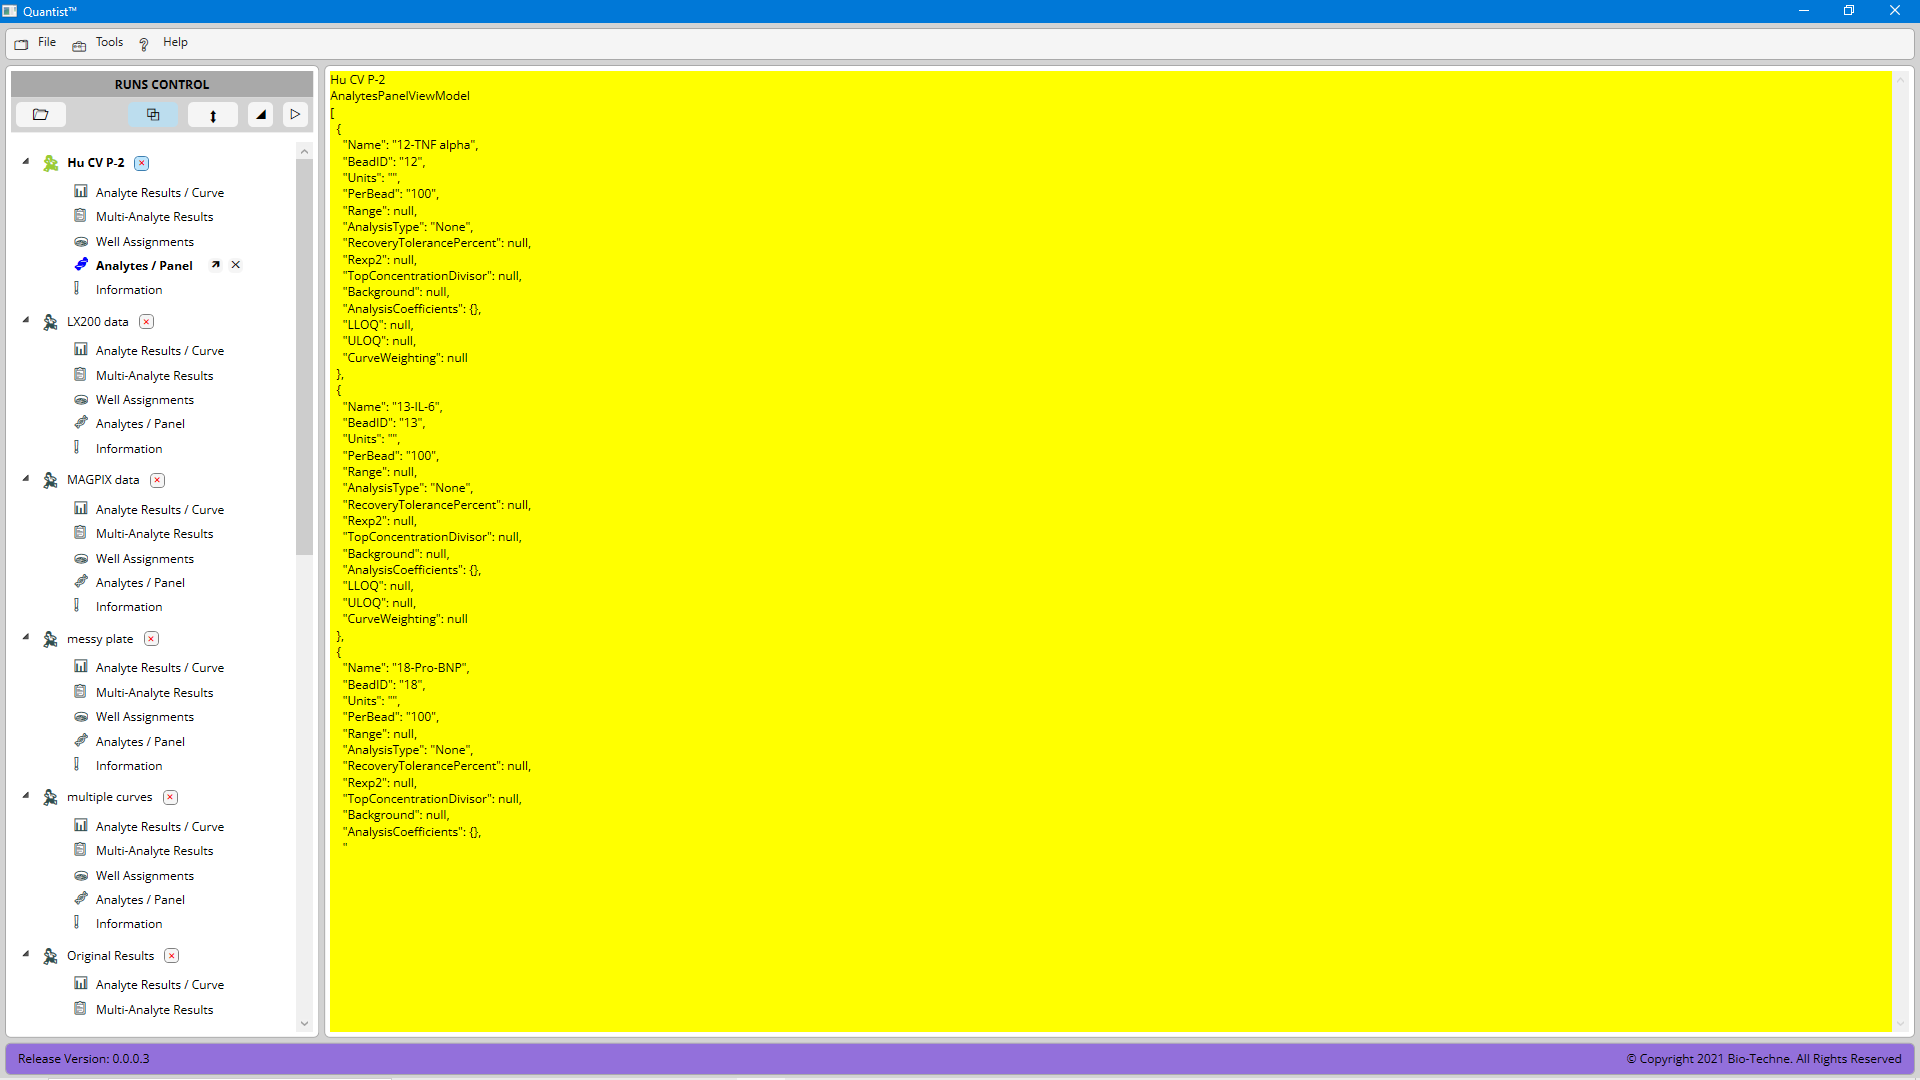 Quantist™
File Tools Help
RUNS CONTROL
Hu CV P-2
Analyte Results / Curve
Multi-Analyte Results
Well Assignments
Analytes / Panel
Information
LX200 data
Analyte Results / Curve
Multi-Analyte Results
Well Assignments
Analytes / Panel
Information
MAGPIX data
Analyte Results / Curve
Multi-Analyte Results
Well Assignments
Analytes / Panel
Information
messy plate
Analyte Results / Curve
Multi-Analyte Results
Well Assignments
Analytes / Panel
Information
multiple curves
Analyte Results / Curve
Multi-Analyte Results
Well Assignments
Analytes / Panel
Information
Original Results
Analyte Results / Curve
Multi-Analyte Results
Hu CV P-2
AnalytesPanelViewModel
[
{
"Name": "12-TNF alpha",
"BeadID": "12",
"Units": "",
"PerBead": "100",
"Range": null,
"AnalysisType": "None",
"RecoveryTolerancePercent": null,
"Rexp2": null,
"TopConcentrationDivisor": null,
"Background": null,
"AnalysisCoefficients": {},
"LLOQ": null,
"ULOQ": null,
"CurveWeighting": null
},
{
"Name": "13-IL-6",
"BeadID": "13",
"Units": "",
"PerBead": "100",
"Range": null,
"AnalysisType": "None",
"RecoveryTolerancePercent": null,
"Rexp2": null,
"TopConcentrationDivisor": null,
"Background": null,
"AnalysisCoefficients": {},
"LLOQ": null,
"ULOQ": null,
"CurveWeighting": null
},
{
"Name": "18-Pro-BNP",
"BeadID": "18",
"Units": "",
"PerBead": "100",
"Range": null,
"AnalysisType": "None",
"RecoveryTolerancePercent": null,
"Rexp2": null,
"TopConcentrationDivisor": null,
"Background": null,
"AnalysisCoefficients": {},
"
Release Version: 0.0.0.3
© Copyright 2021 Bio-Techne. All Rights Reserved